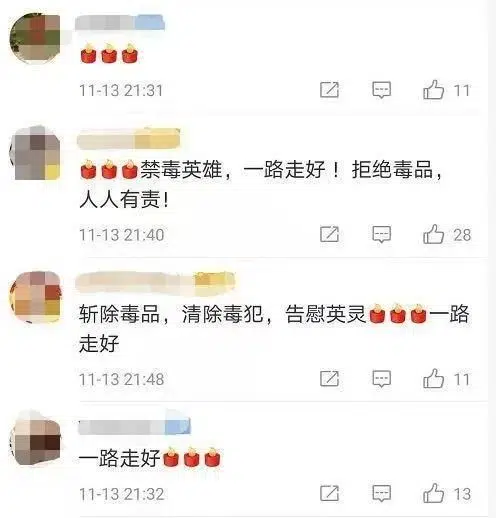 🕯🕯🕯
11-13 21:31 11
🕯🕯🕯禁毒英雄，一路走好！拒绝毒品，
人人有责！
11-13 21:40 28
斩除毒品，清除毒犯，告慰英灵🕯🕯🕯一路
走好
11-13 21:48 11
一路走好🕯🕯🕯
11-13 21:32 13